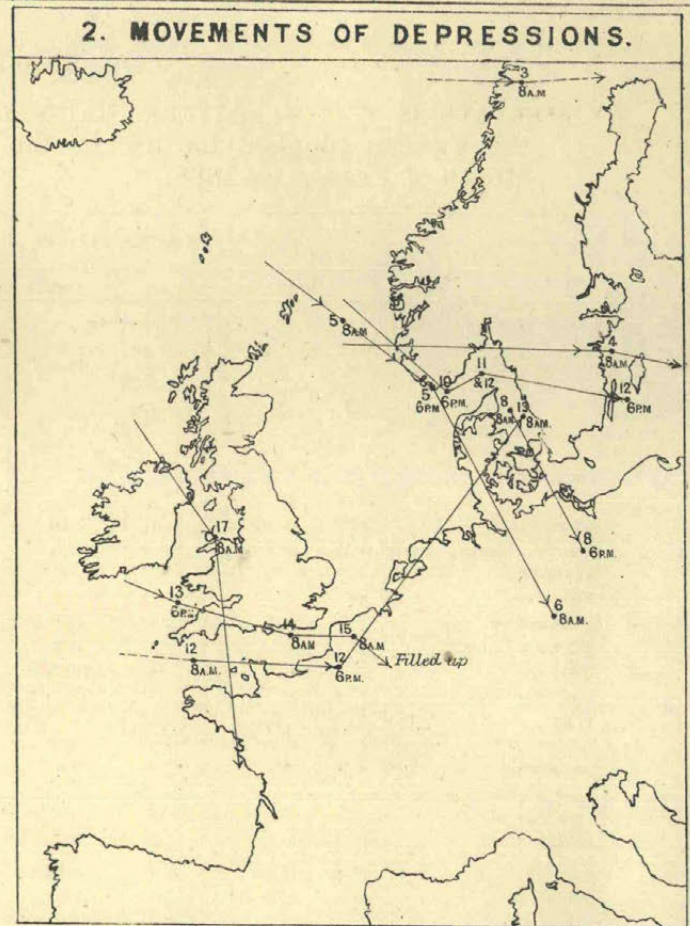 2. MOVEMENTS OF DEPRESSIONS.
3
8 A.M
5
8 A.M
4
8 A.M.
11
& 12
10
6 P.M.
5
6 P.M
8
8 A.M
13
8 A.M.
12
6 P.M
17
8 A.M
8
6 P.M.
13
6 P.M.
14
8 A.M
15
8 A.M
6
8 A.M.
12
8 A.M.
12
6 P.M.
Filled up